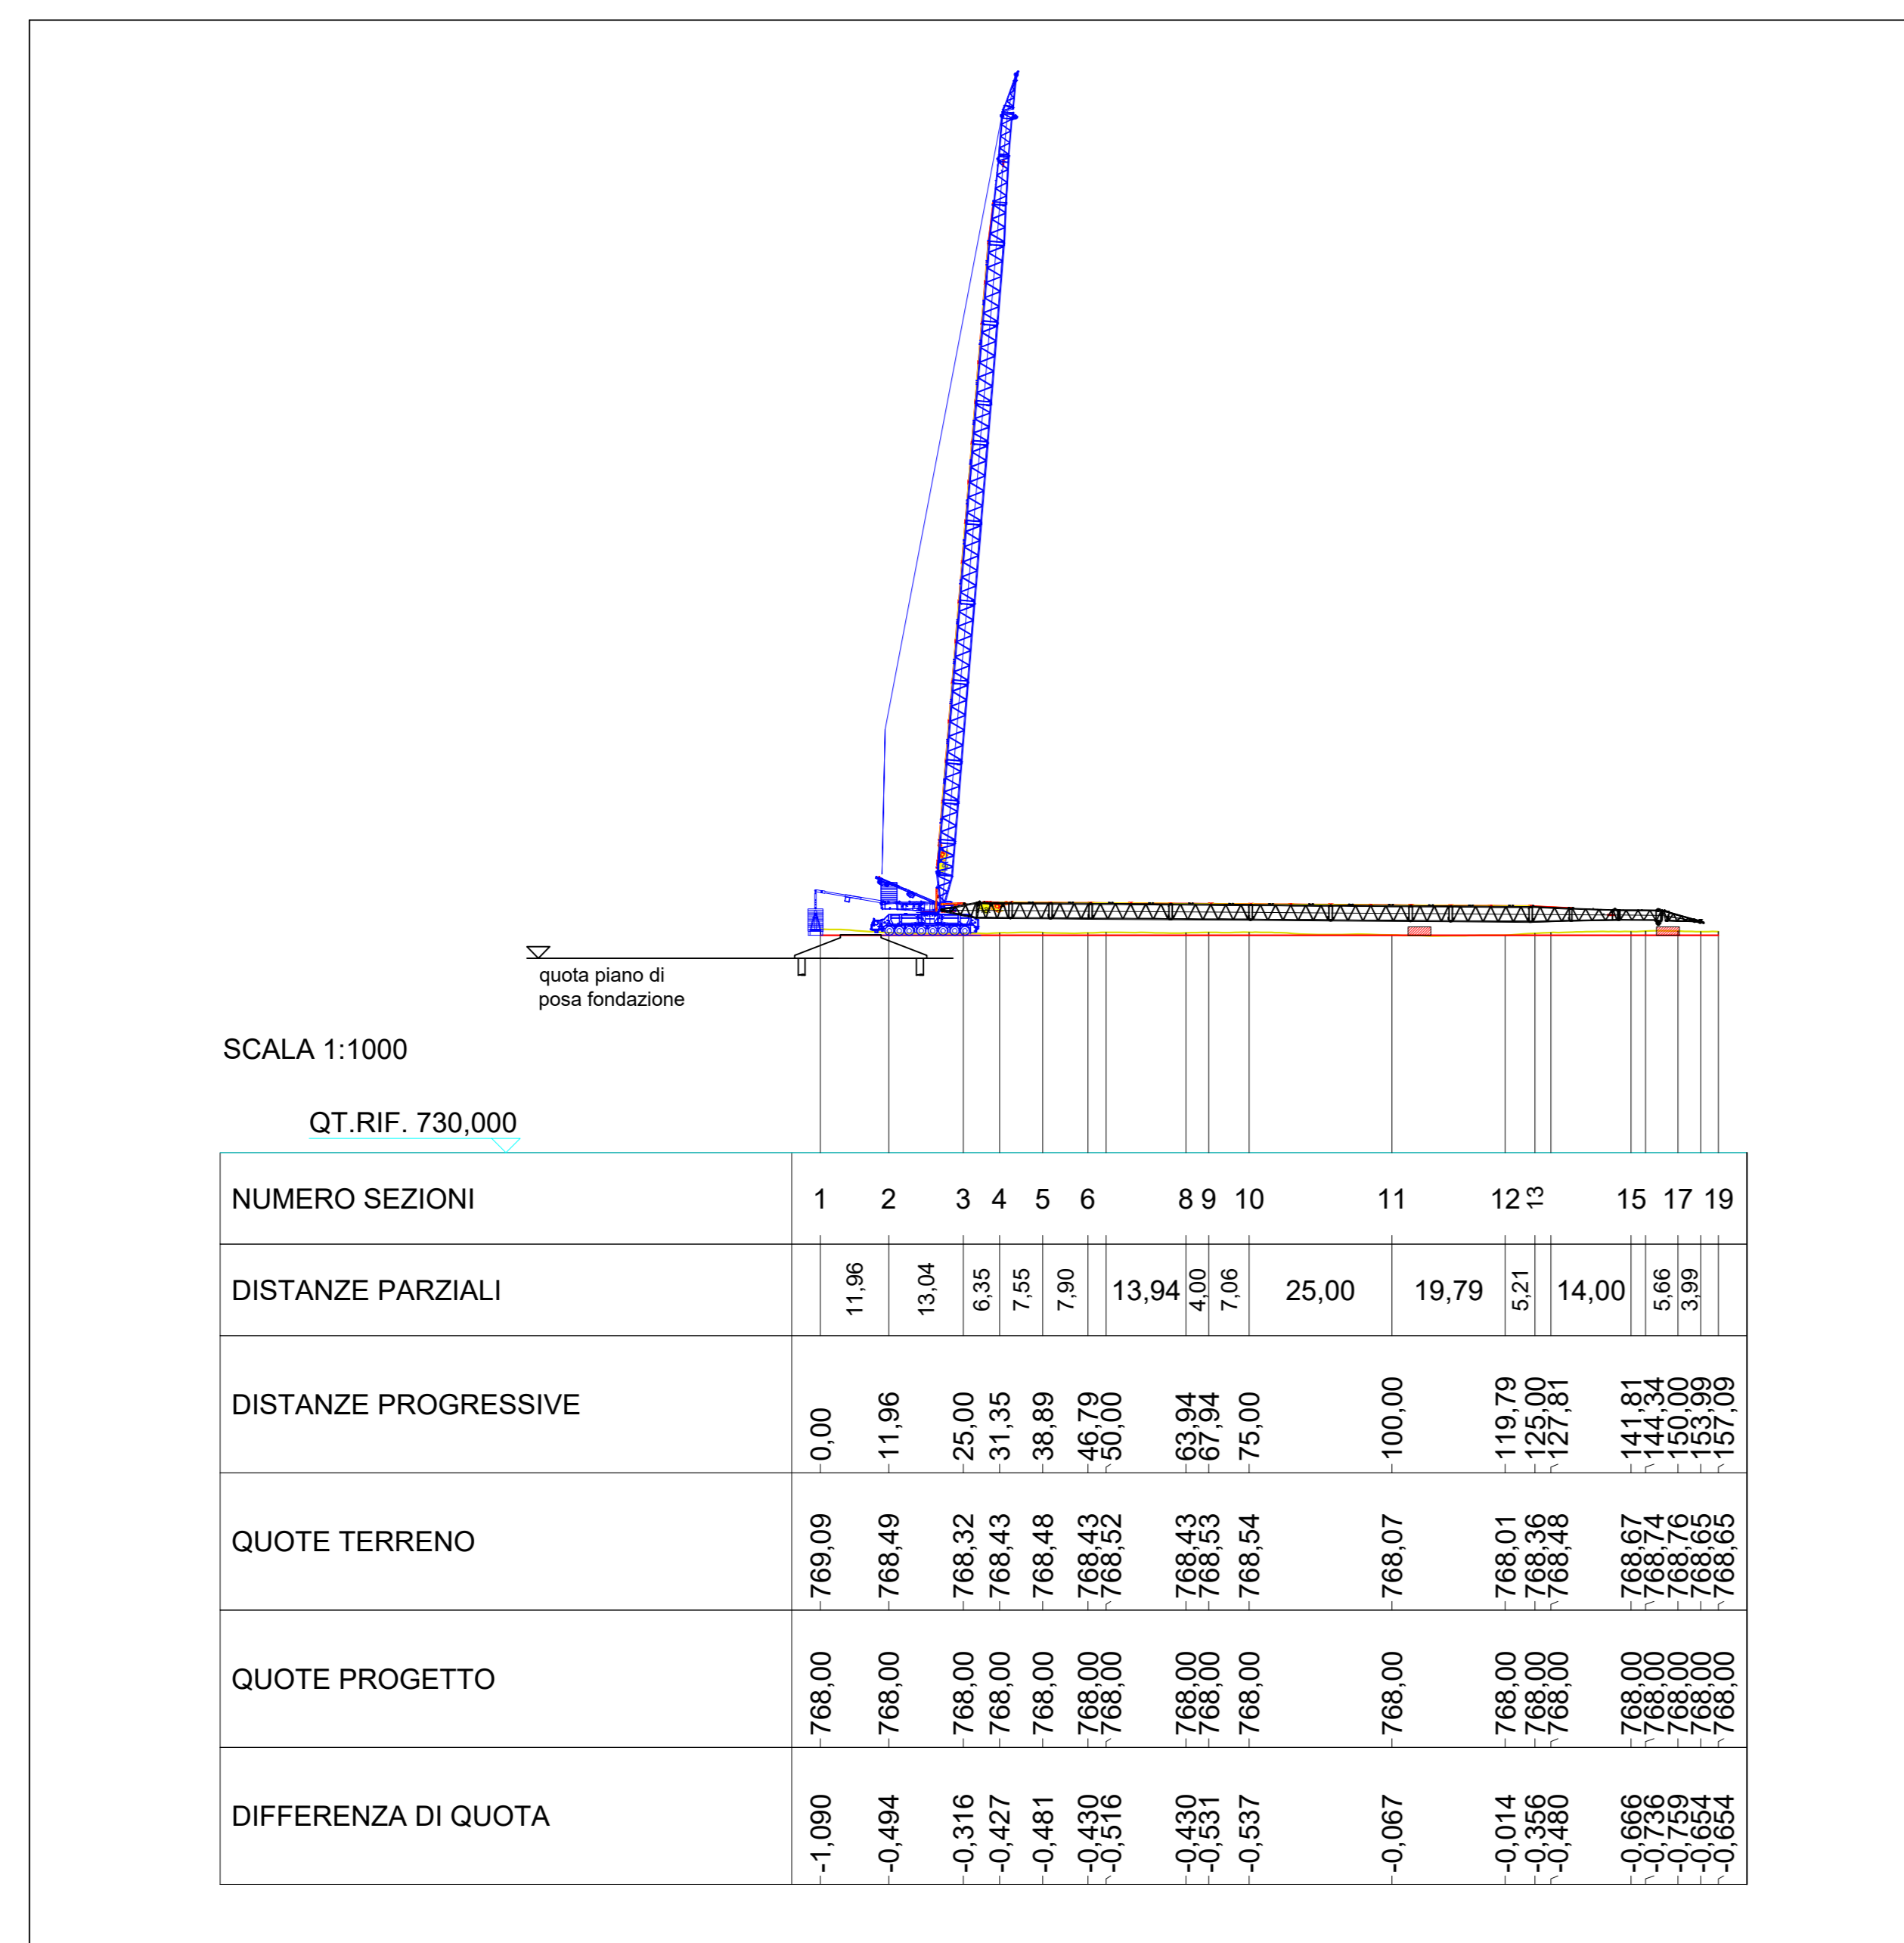 quota piano di
posa fondazione
SCALA 1:1000
QT.RIF. 730,000
NUMERO SEZIONI 1 2 3 4 5 6 8 9 10 11 12 13 15 17 19
DISTANZE PARZIALI 11,96 13,04 6,35 7,55 7,90 13,94 4,00 7,06 25,00 19,79 5,21 14,00 5,66 3,99
DISTANZE PROGRESSIVE 0,00 11,96 25,00 31,35 38,89 46,79 50,00 63,94 67,94 75,00 100,00 119,79 125,00 127,81 141,81 144,34 150,00 153,99 157,09
QUOTE TERRENO 769,09 768,49 768,32 768,43 768,48 768,43 768,52 768,43 768,53 768,54 768,07 768,01 768,36 768,48 768,67 768,74 768,76 768,65 768,65
QUOTE PROGETTO 768,00 768,00 768,00 768,00 768,00 768,00 768,00 768,00 768,00 768,00 768,00 768,00 768,00 768,00 768,00 768,00 768,00 768,00 768,00
DIFFERENZA DI QUOTA -1,090 -0,494 -0,316 -0,427 -0,481 -0,430 -0,516 -0,430 -0,531 -0,537 -0,067 -0,014 -0,356 -0,480 -0,666 -0,736 -0,759 -0,654 -0,654